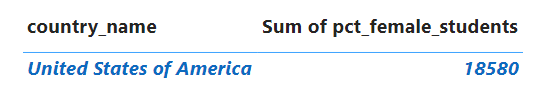 country_name Sum of pct_female_students
United States of America 18580